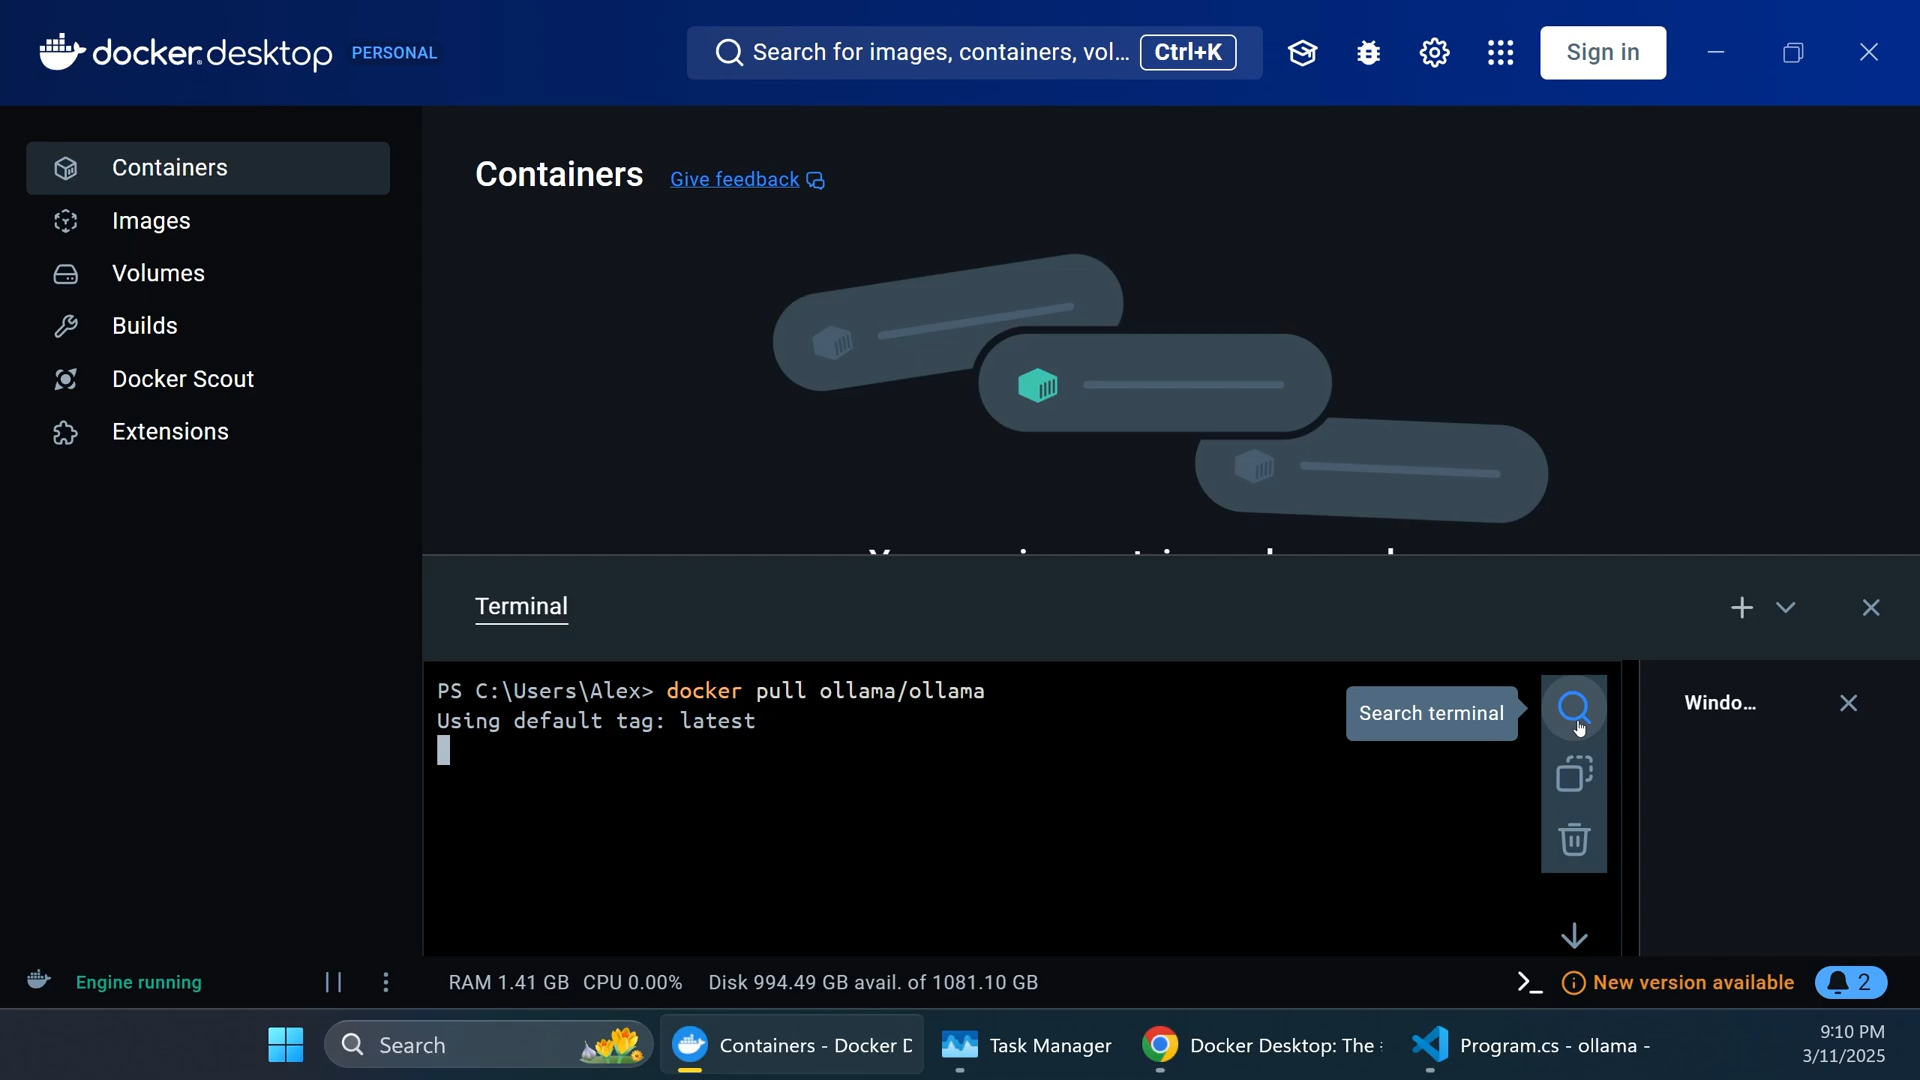 docker.desktop PERSONAL
Search for images, containers, vol... Ctrl+K
Sign in
Containers
Images
Volumes
Builds
Docker Scout
Extensions
Containers Give feedback
Terminal
PS C:\Users\Alex> docker pull ollama/ollama
Using default tag: latest
Search terminal
Windo...
Engine running
RAM 1.41 GB CPU 0.00% Disk 994.49 GB avail. of 1081.10 GB
New version available
2
Search
Containers - Docker D
Task Manager
Docker Desktop: The
Program.cs - ollama -
9:10 PM
3/11/2025